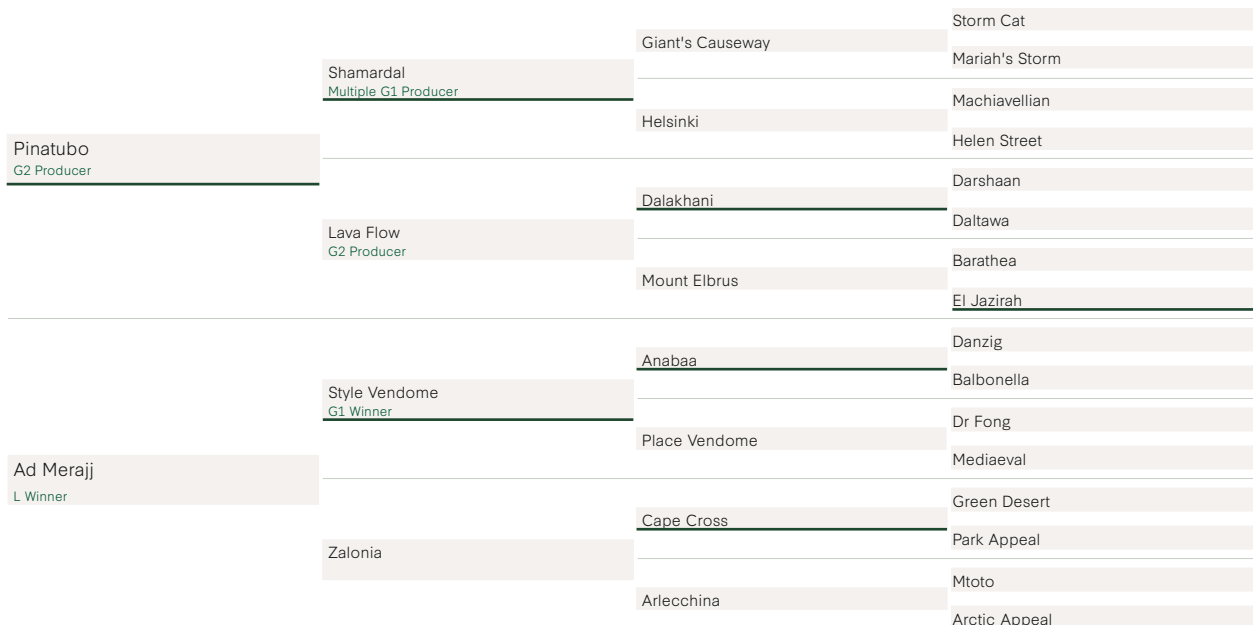 Pinatubo
G2 Producer
Ad Merajj
L Winner
Shamardal
Multiple G1 Producer
Lava Flow
G2 Producer
Style Vendome
G1 Winner
Zalonia
Giant's Causeway
Helsinki
Dalakhani
Mount Elbrus
Anabaa
Place Vendome
Cape Cross
Arlecchina
Storm Cat
Mariah's Storm
Machiavellian
Helen Street
Darshaan
Daltawa
Barathea
El Jazirah
Danzig
Balbonella
Dr Fong
Mediaeval
Green Desert
Park Appeal
Mtoto
Arctic Appeal